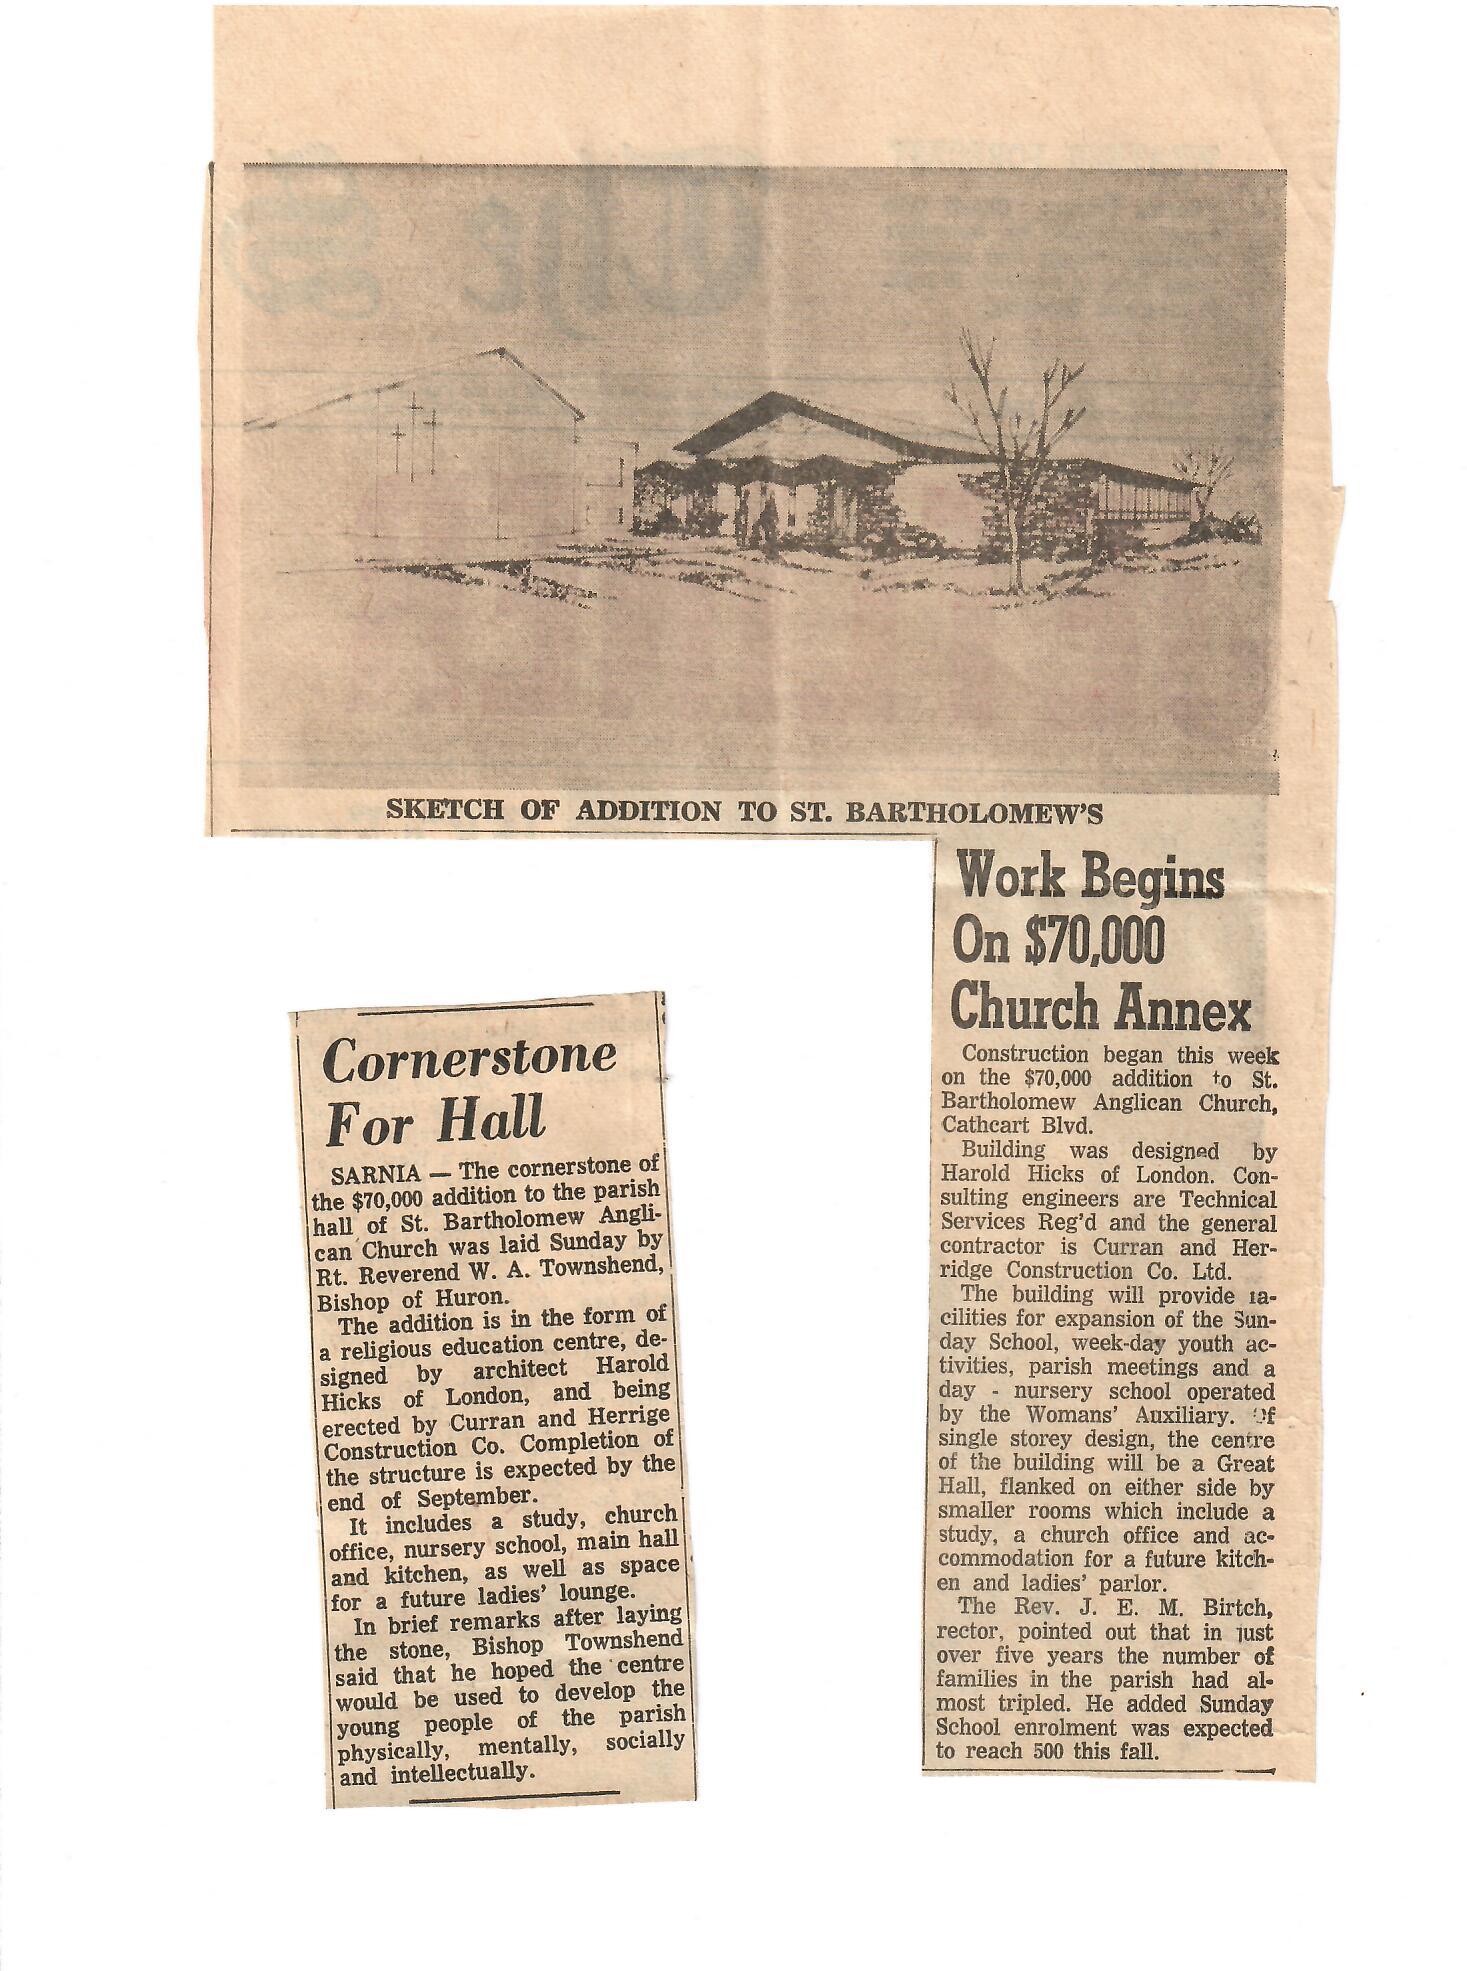 SKETCH OF ADDITION TO ST. BARTHOLOMEW'S
Work Begins
On $70,000
Church Annex
Construction began this week
on the $70,000 addition to St.
Bartholomew Anglican Church,
Cathcart Blvd.
Building was designed by
Harold Hicks of London. Con-
sulting engineers are Technical
Services Reg'd and the general
contractor is Curran and Her-
ridge Construction Co. Ltd.
The building will provide fa-
cilities for expansion of the Sun-
day School, week-day youth ac-
tivities, parish meetings and a
day - nursery school operated
by the Womans' Auxiliary. Of
single storey design, the centre
of the building will be a Great
Hall, flanked on either side by
smaller rooms which include a
study, a church office and ac-
commodation for a future kitch-
en and ladies' parlor.
The Rev. J. E. M. Birtch,
rector, pointed out that in just
over five years the number of
families in the parish had al-
most tripled. He added Sunday
School enrolment was expected
to reach 500 this fall.
Cornerstone
For Hall
SARNIA — The cornerstone of
the $70,000 addition to the parish
hall of St. Bartholomew Angli-
can Church was laid Sunday by
Rt. Reverend W. A. Townshend,
Bishop of Huron.
The addition is in the form of
a religious education centre, de-
signed by architect Harold
Hicks of London, and being
erected by Curran and Herrige
Construction Co. Completion of
the structure is expected by the
end of September.
It includes a study, church
office, nursery school, main hall
and kitchen, as well as space
for a future ladies' lounge.
In brief remarks after laying
the stone, Bishop Townshend
said that he hoped the centre
would be used to develop the
young people of the parish
physically, mentally, socially
and intellectually.